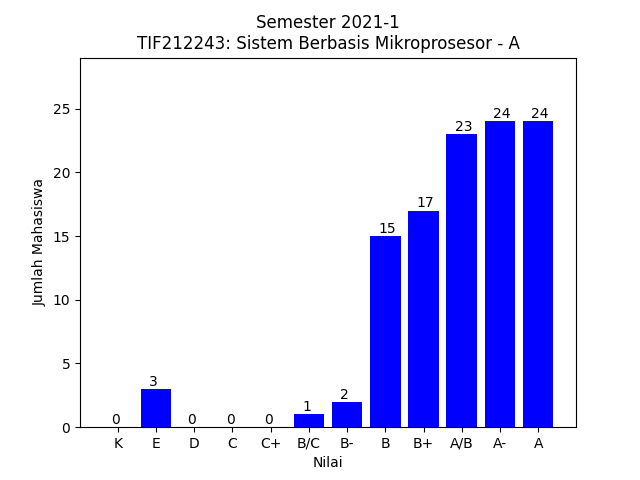 Semester 2021-1
TIF212243: Sistem Berbasis Mikroprosesor - A
Jumlah Mahasiswa
25
20
15
10
5
0
0 3 0 0 0 1 2 15 17 23 24 24
K E D C C+ B/C B- B B+ A/B A- A
Nilai